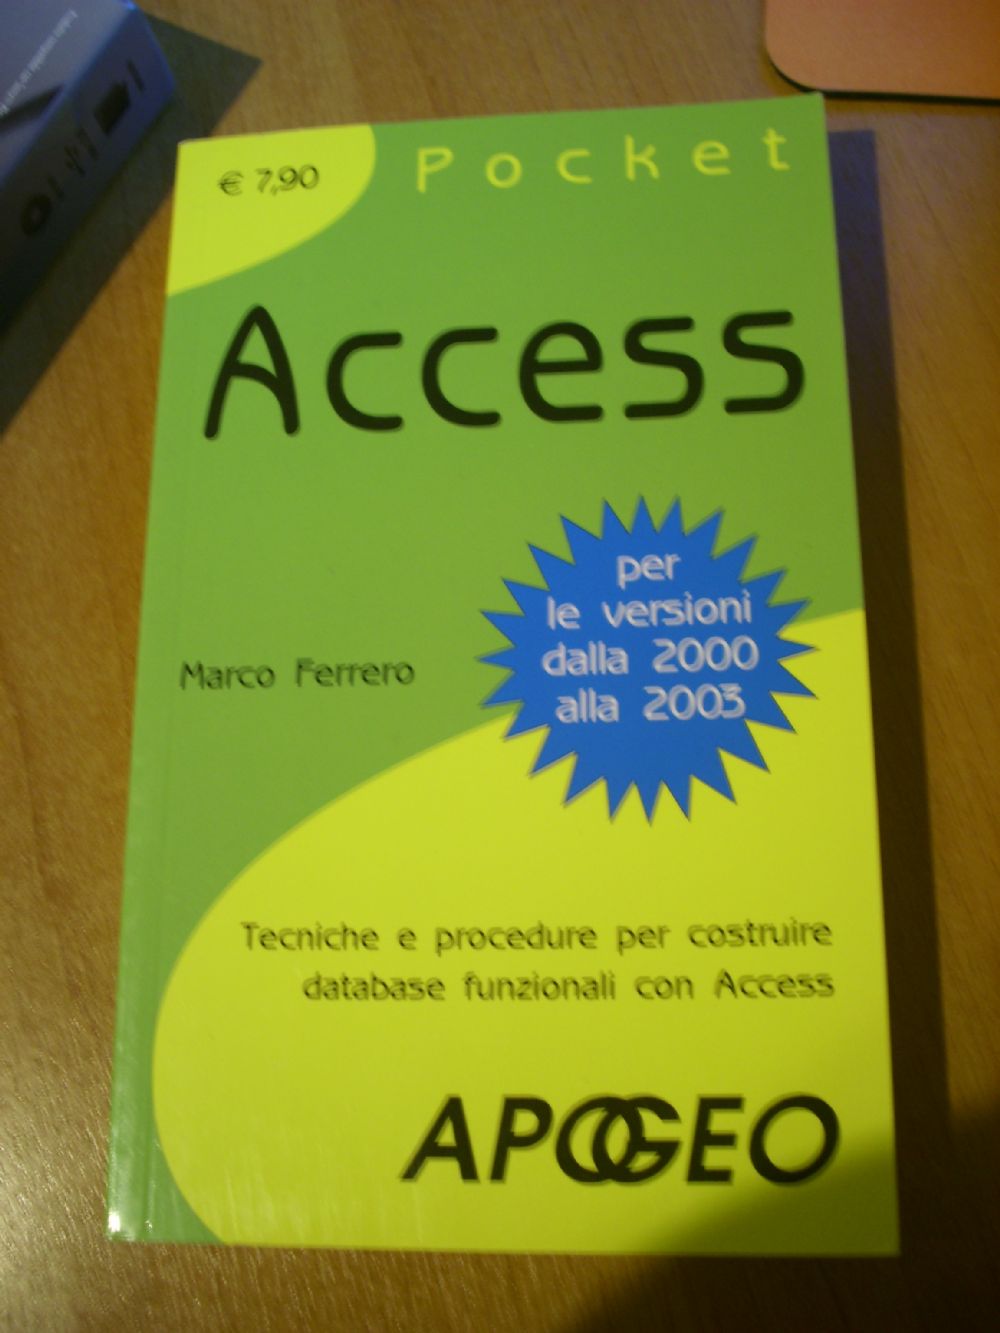 € 7,90
Pocket
Access
per
le versioni
dalla 2000
alla 2003
Marco Ferrero
Tecniche e procedure per costruire
database funzionali con Access
APOGEO